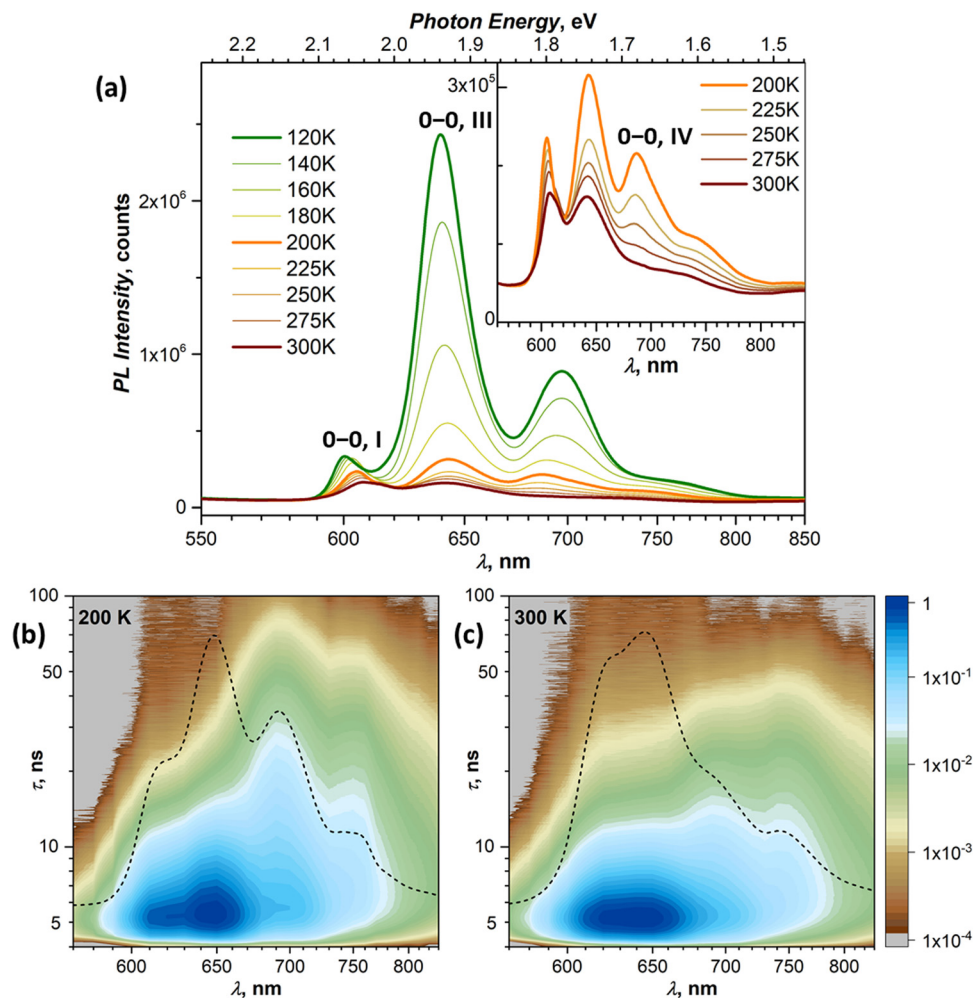 Photon Energy, eV
2.2 2.1 2.0 1.9 1.8 1.7 1.6 1.5
(a)
0–0, III
0–0, I
120K
140K
160K
180K
200K
225K
250K
275K
300K
PL Intensity, counts
2x10⁶
1x10⁶
0
550 600 650 700 750 800 850
λ, nm
3x10⁵
0
0–0, IV
200K
225K
250K
275K
300K
600 650 700 750 800
λ, nm
(b)
200 K
τ, ns
100
50
10
5
600 650 700 750 800
λ, nm
(c)
300 K
τ, ns
100
50
10
5
600 650 700 750 800
λ, nm
1
1x10⁻¹
1x10⁻²
1x10⁻³
1x10⁻⁴